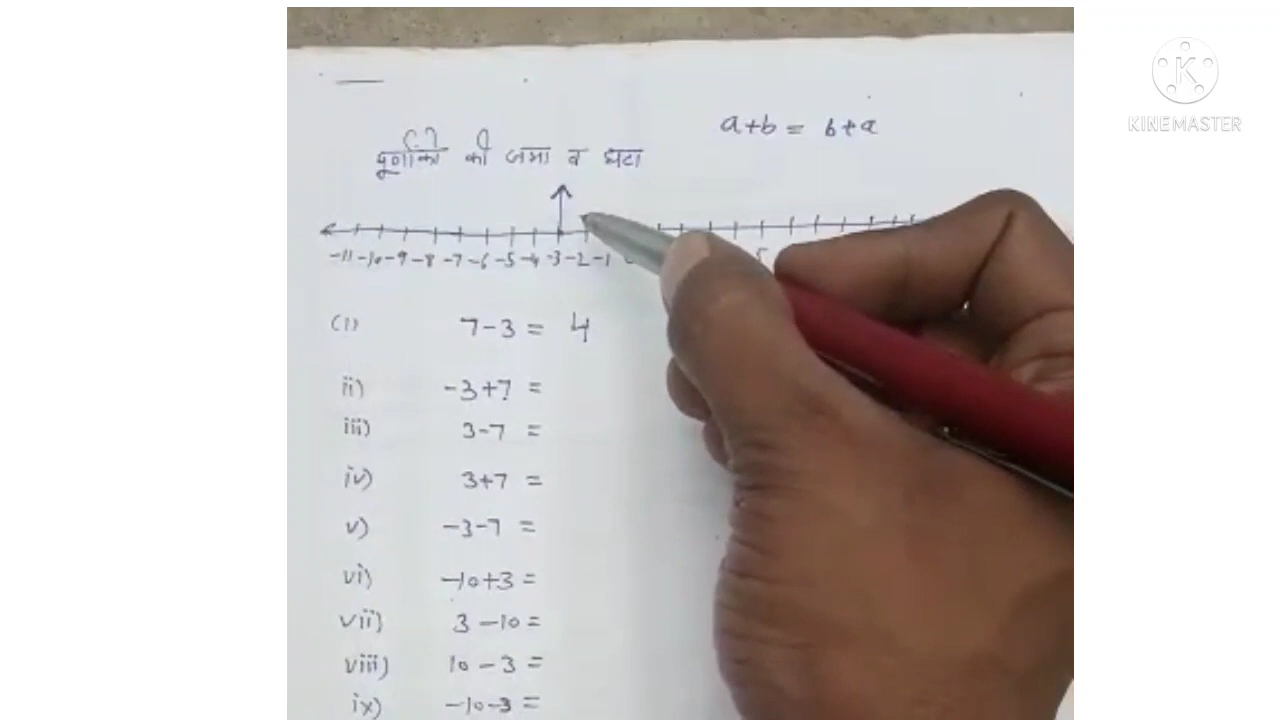 a+b = b+a
पूर्णांकों की जमा व घटा
-11 -10 -9 -8 -7 -6 -5 -4 -3 -2 -1 5
(i) 7-3 = 4
ii) -3+7 =
iii) 3-7 =
iv) 3+7 =
v) -3-7 =
vi) -10+3 =
vii) 3-10 =
viii) 10-3 =
ix) -10-3 =
KINEMASTER